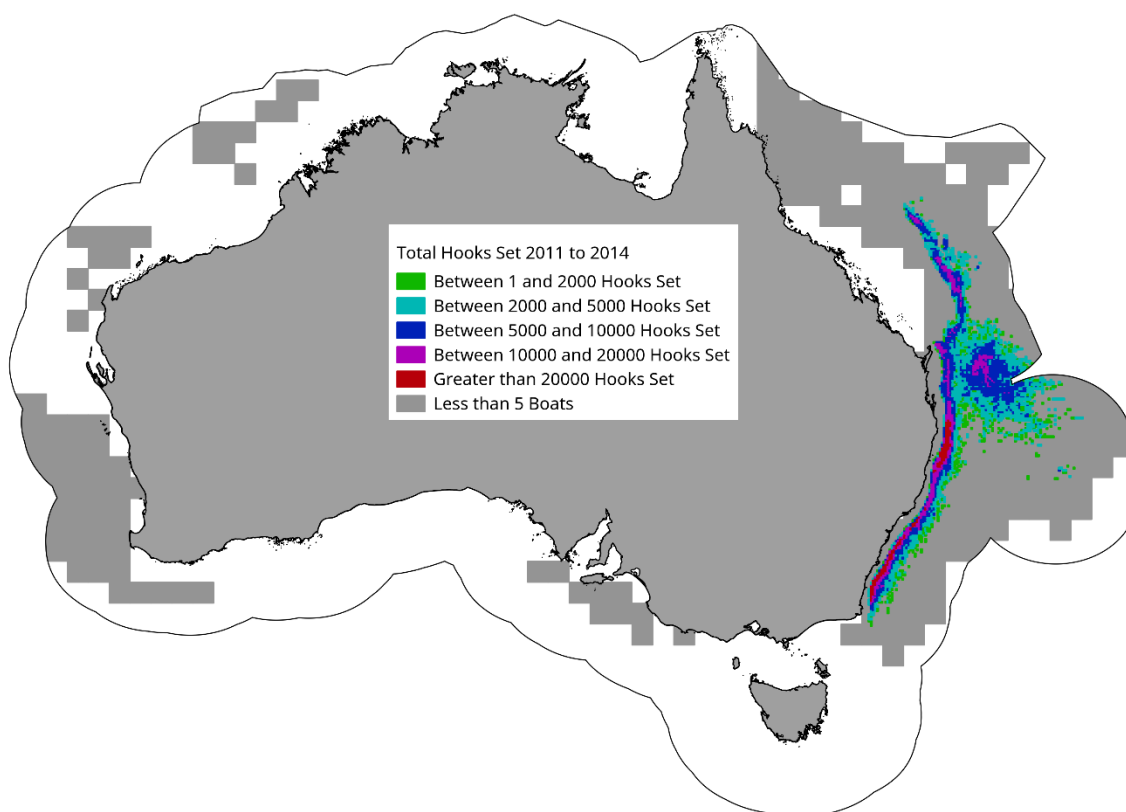 Total Hooks Set 2011 to 2014
Between 1 and 2000 Hooks Set
Between 2000 and 5000 Hooks Set
Between 5000 and 10000 Hooks Set
Between 10000 and 20000 Hooks Set
Greater than 20000 Hooks Set
Less than 5 Boats